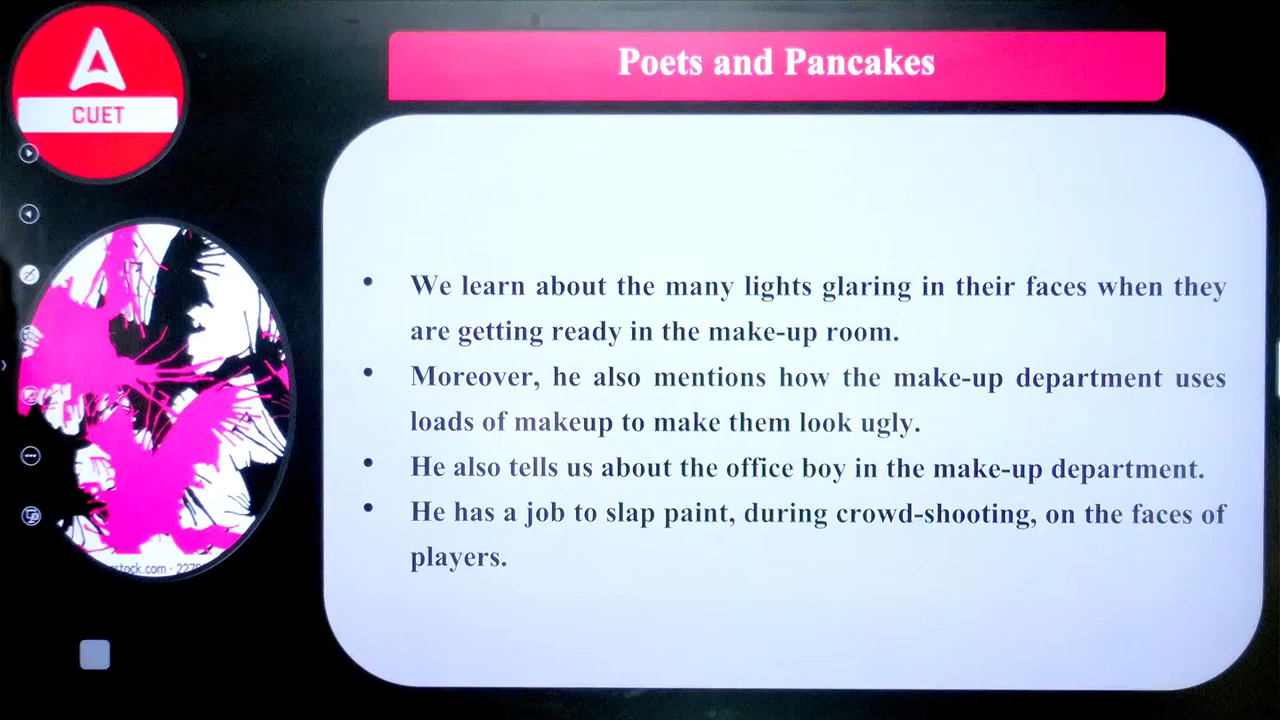 CUET
Poets and Pancakes
• We learn about the many lights glaring in their faces when they
are getting ready in the make-up room.
• Moreover, he also mentions how the make-up department uses
loads of makeup to make them look ugly.
• He also tells us about the office boy in the make-up department.
• He has a job to slap paint, during crowd-shooting, on the faces of
players.
stock.com · 227